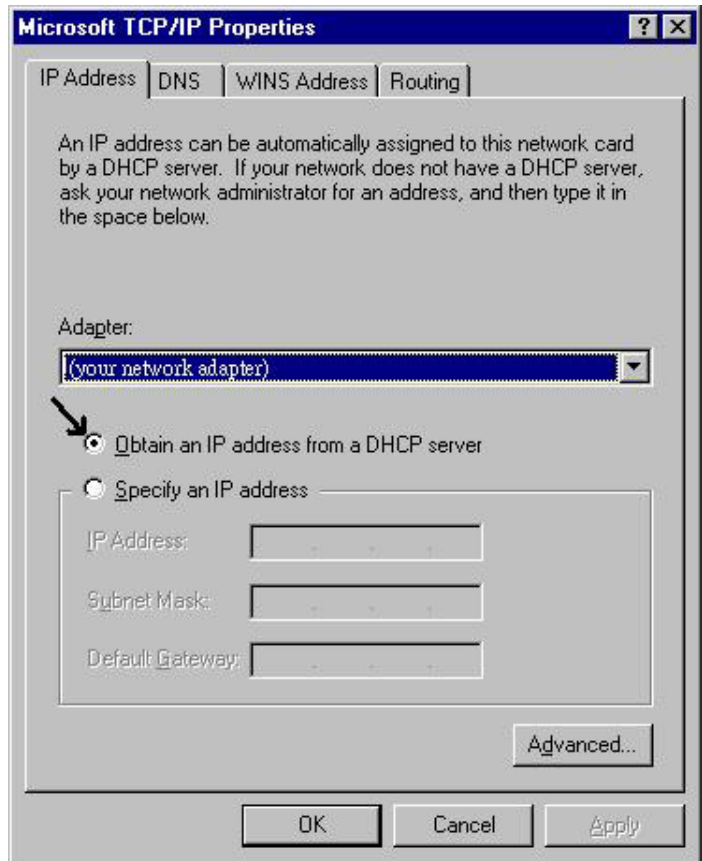 Microsoft TCP/IP Properties
IP Address DNS WINS Address Routing
An IP address can be automatically assigned to this network card
by a DHCP server. If your network does not have a DHCP server,
ask your network administrator for an address, and then type it in
the space below.
Adapter:
(your network adapter)
Obtain an IP address from a DHCP server
Specify an IP address
IP Address:
Subnet Mask:
Default Gateway:
Advanced...
OK Cancel Apply